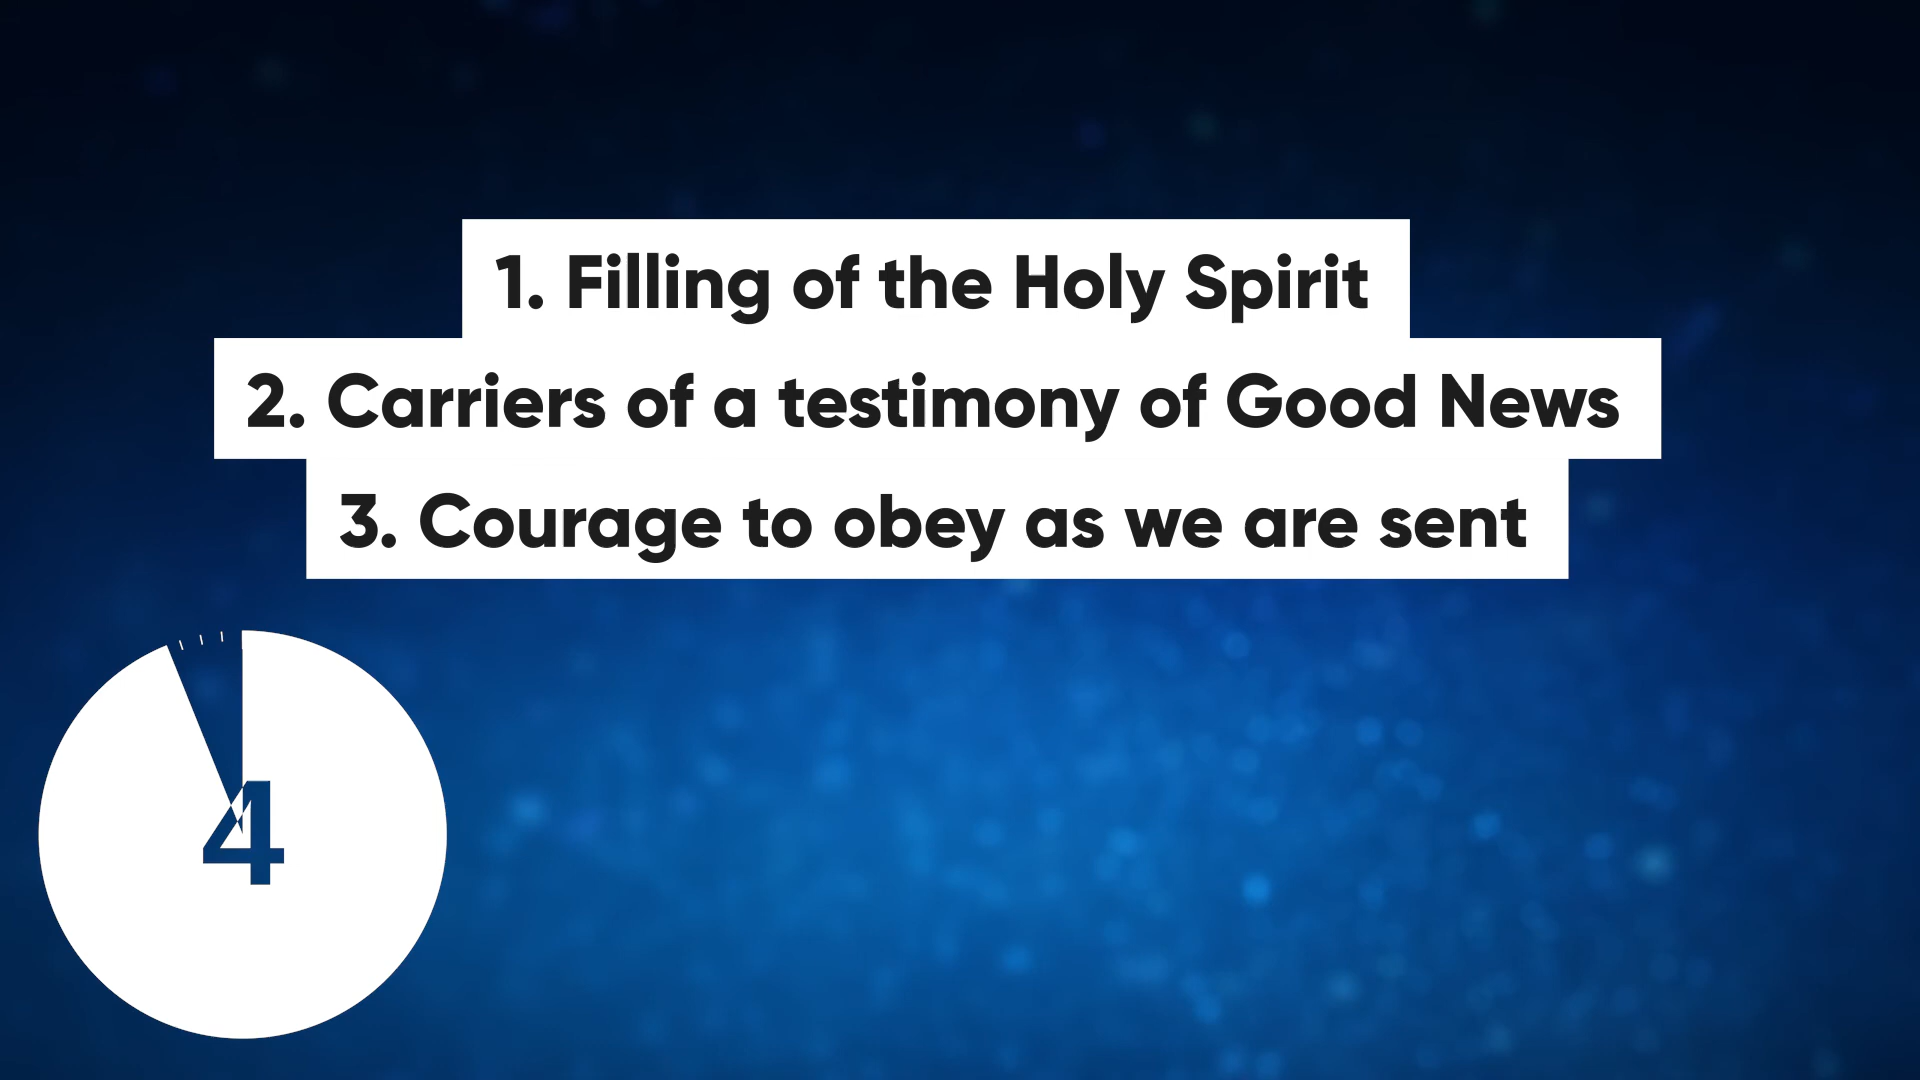 1. Filling of the Holy Spirit
2. Carriers of a testimony of Good News
3. Courage to obey as we are sent
4